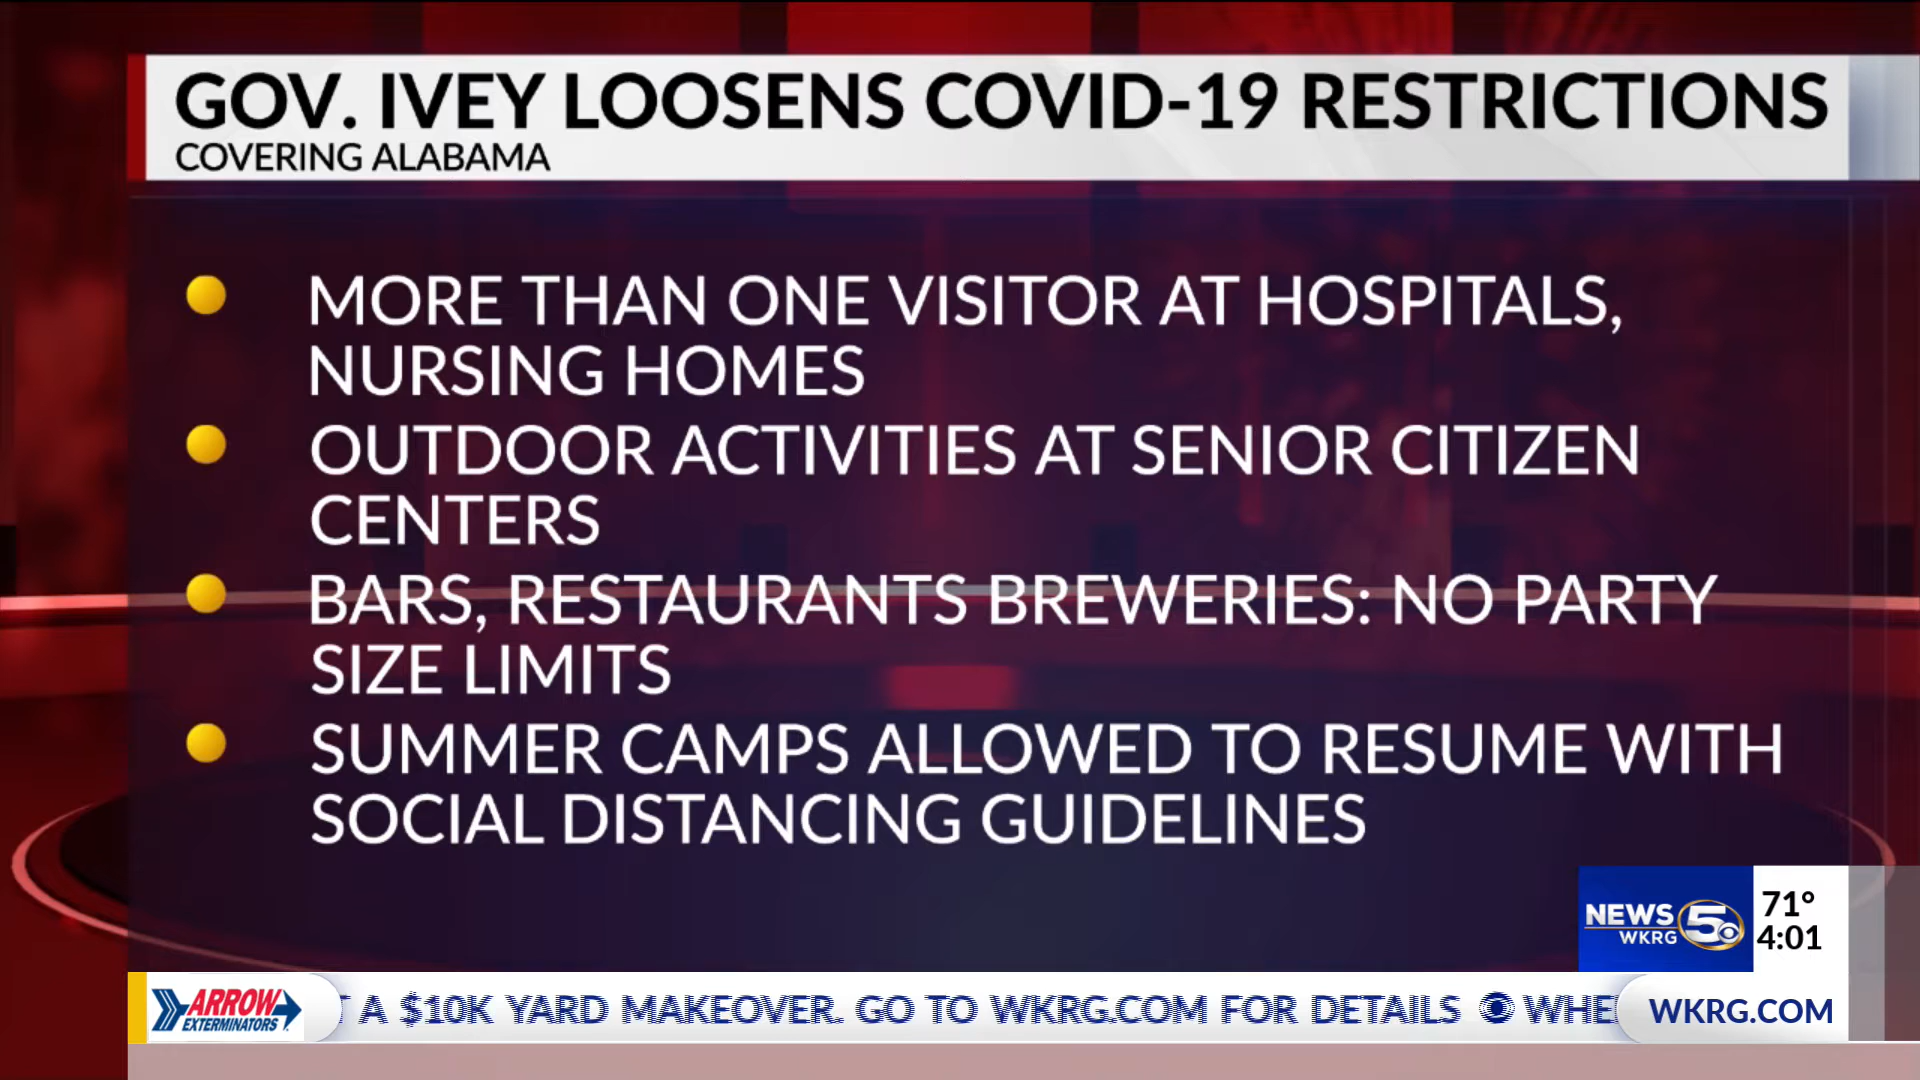 GOV. IVEY LOOSENS COVID-19 RESTRICTIONS
COVERING ALABAMA
MORE THAN ONE VISITOR AT HOSPITALS,
NURSING HOMES
OUTDOOR ACTIVITIES AT SENIOR CITIZEN
CENTERS
BARS, RESTAURANTS BREWERIES: NO PARTY
SIZE LIMITS
SUMMER CAMPS ALLOWED TO RESUME WITH
SOCIAL DISTANCING GUIDELINES
NEWS 5
WKRG
71°
4:01
ARROW
EXTERMINATORS
A $10K YARD MAKEOVER. GO TO WKRG.COM FOR DETAILS
WKRG.COM